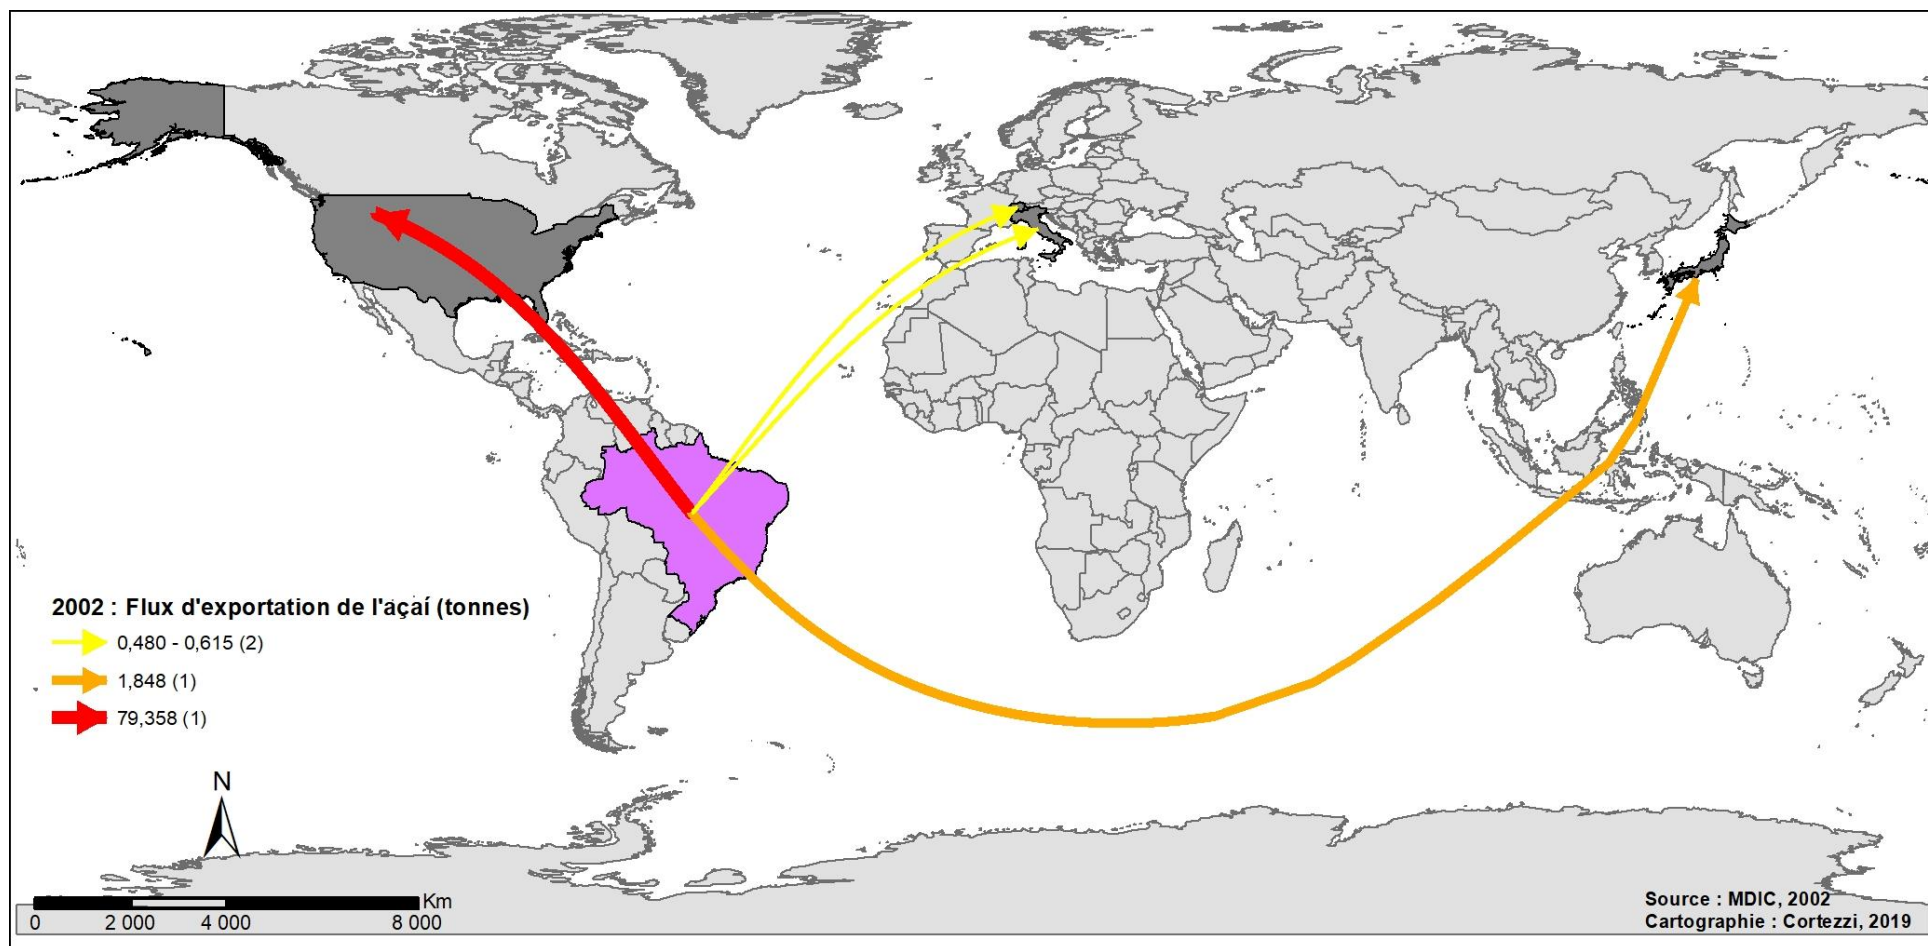 2002 : Flux d'exportation de l'açaí (tonnes)
0,480 - 0,615 (2)
1,848 (1)
79,358 (1)
N
Km
0 2 000 4 000 8 000
Source : MDIC, 2002
Cartographie : Cortezzi, 2019